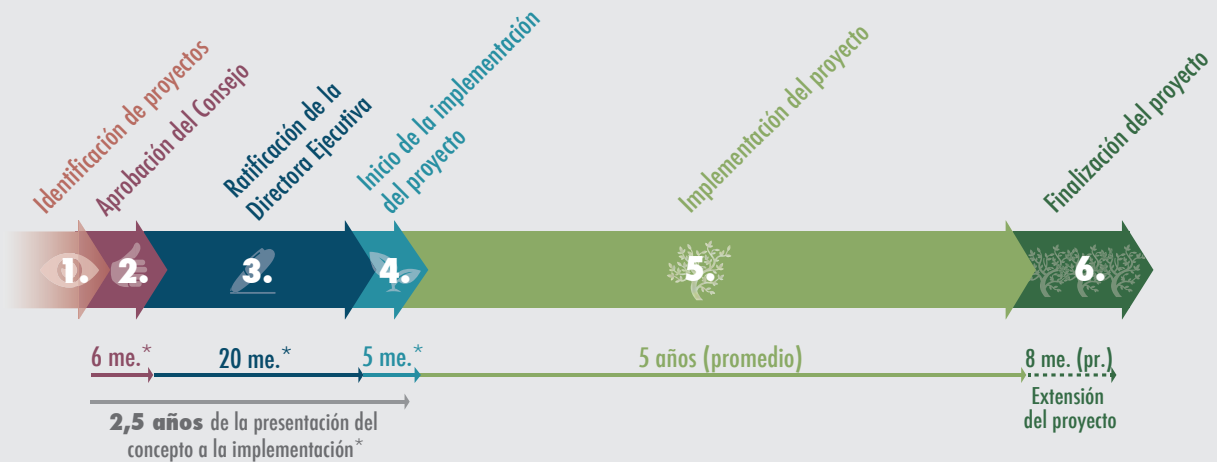 Identificación de proyectos
Aprobación del Consejo
Ratificación de la
Directora Ejecutiva
Inicio de la implementación
del proyecto
Implementación del proyecto
Finalización del proyecto
1.
2.
3.
4.
5.
6.
6 me.*
20 me.*
5 me.*
5 años (promedio)
8 me. (pr.)
Extensión
del proyecto
2,5 años de la presentación del
concepto a la implementación*